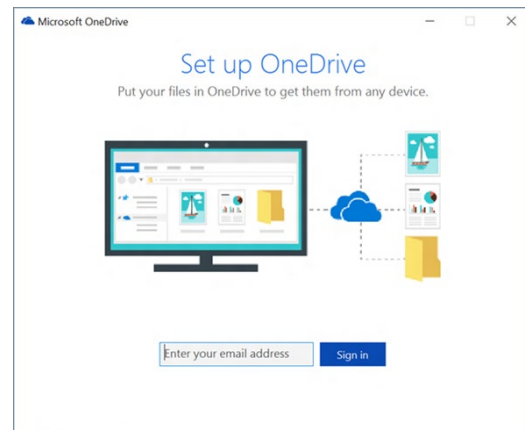 Microsoft OneDrive
Set up OneDrive
Put your files in OneDrive to get them from any device.
Enter your email address
Sign in